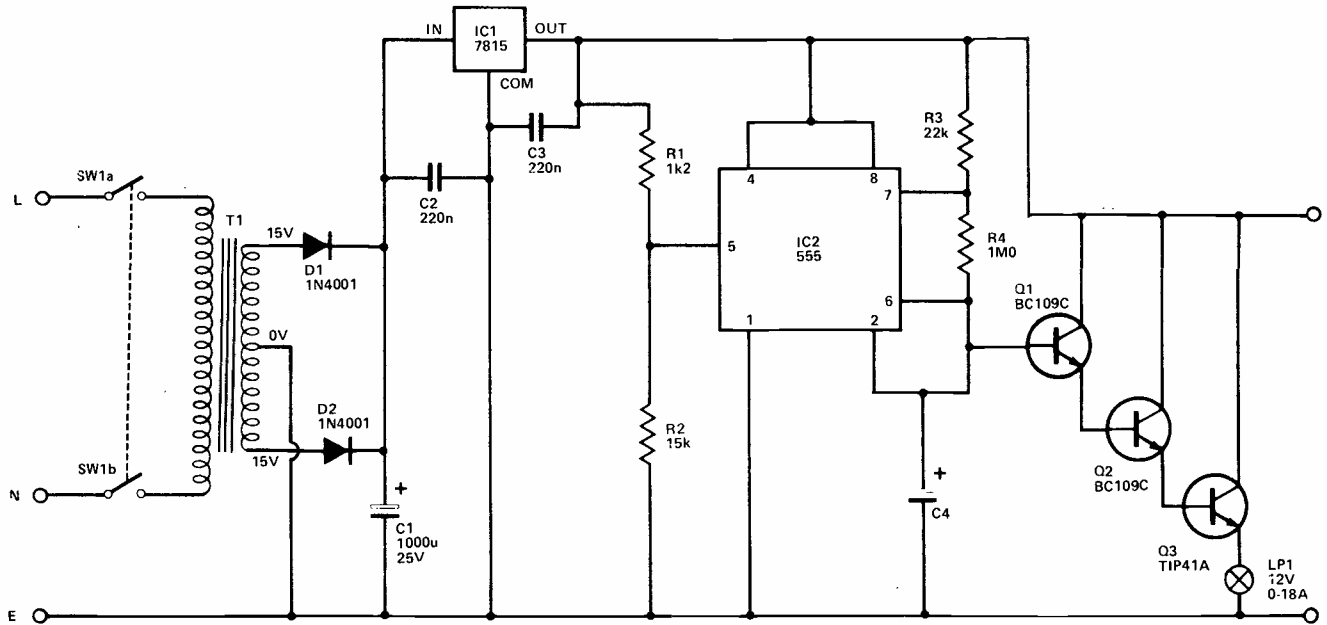 IN
IC1
7815
OUT
COM
C3
220n
C2
220n
R1
1k2
R3
22k
4
8
7
SW1a
L
T1
15V
D1
1N4001
5
IC2
555
R4
1M0
6
1
2
Q1
BC109C
0V
D2
1N4001
15V
R2
15k
SW1b
N
+
C1
1000u
25V
+
C4
Q2
BC109C
Q3
TIP41A
LP1
12V
0-18A
E